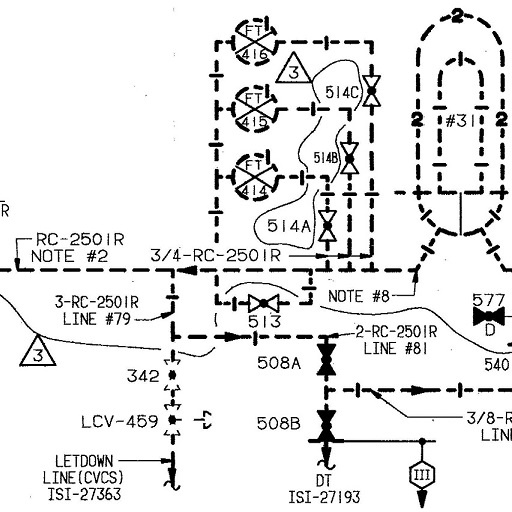 2
FT
416
3
514C
FT
415
2
#31
2
514B
FT
414
514A
R
RC-2501R
NOTE #2
3/4-RC-2501R
3-RC-2501R
LINE #79
NOTE #8
513
577
D
2-RC-2501R
LINE #81
3
508A
540
342
LCV-459
508B
3/8-R
LIN
LETDOWN
LINE(CVCS)
ISI-27363
DT
ISI-27193
III